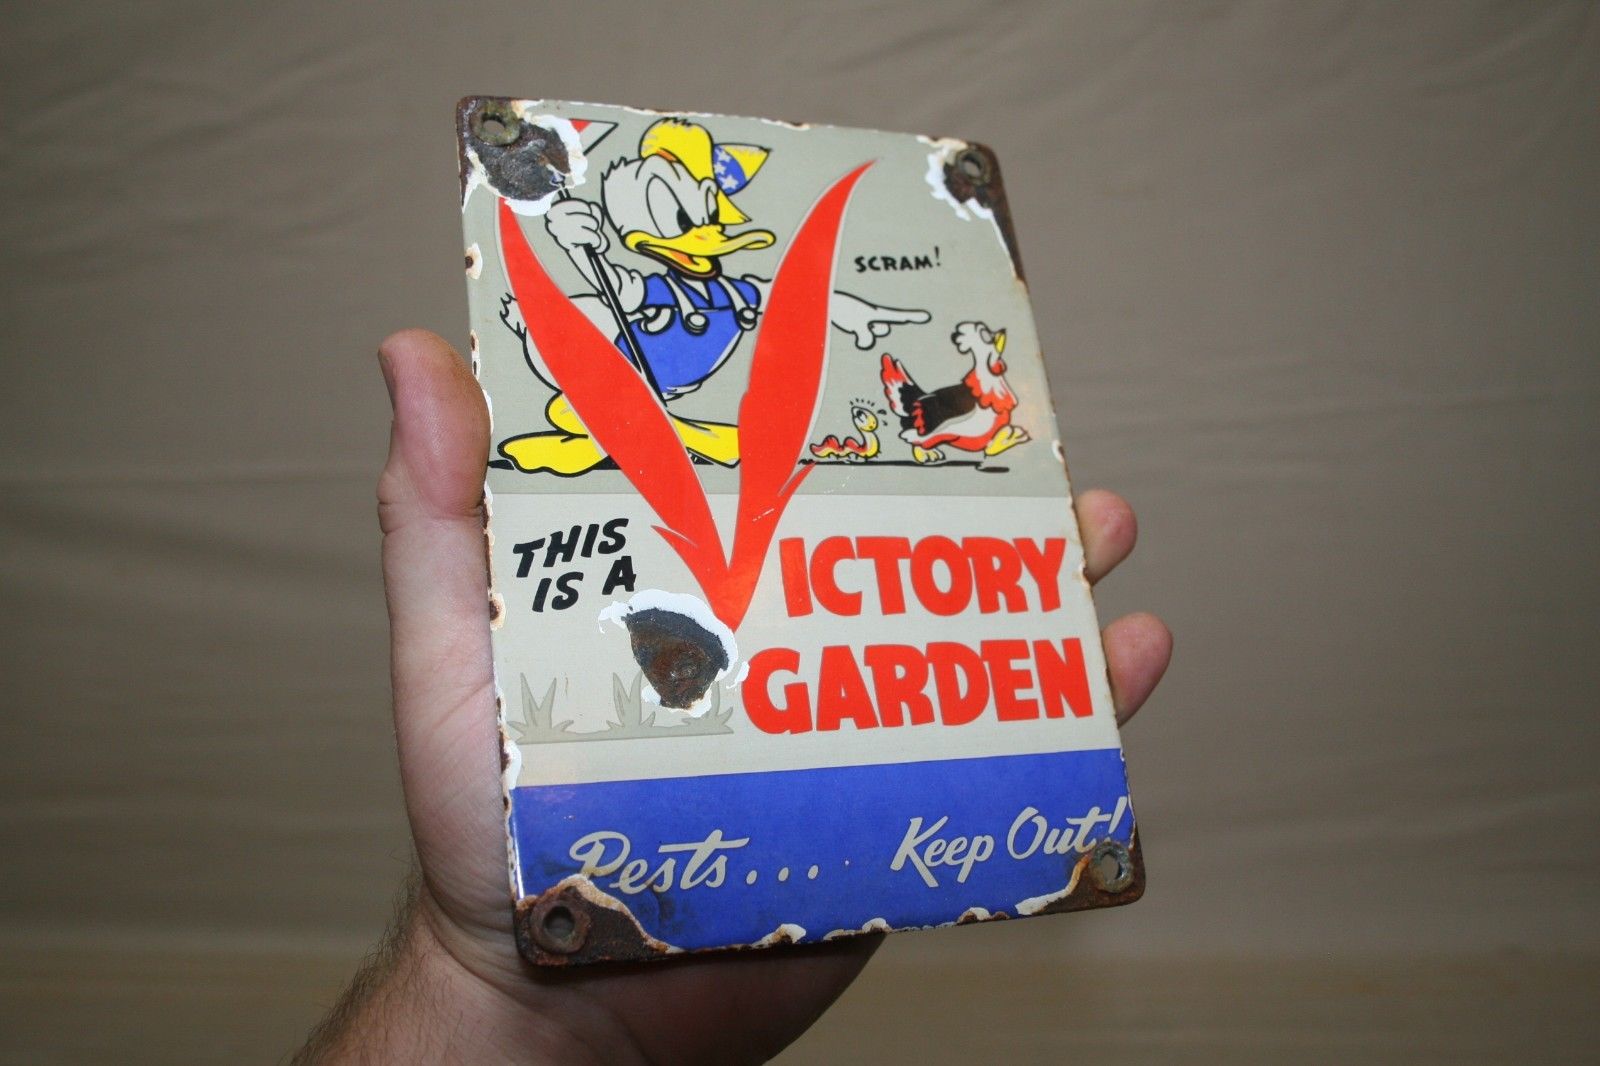 SCRAM!
THIS
IS A
VICTORY
GARDEN
Pests... Keep Out!